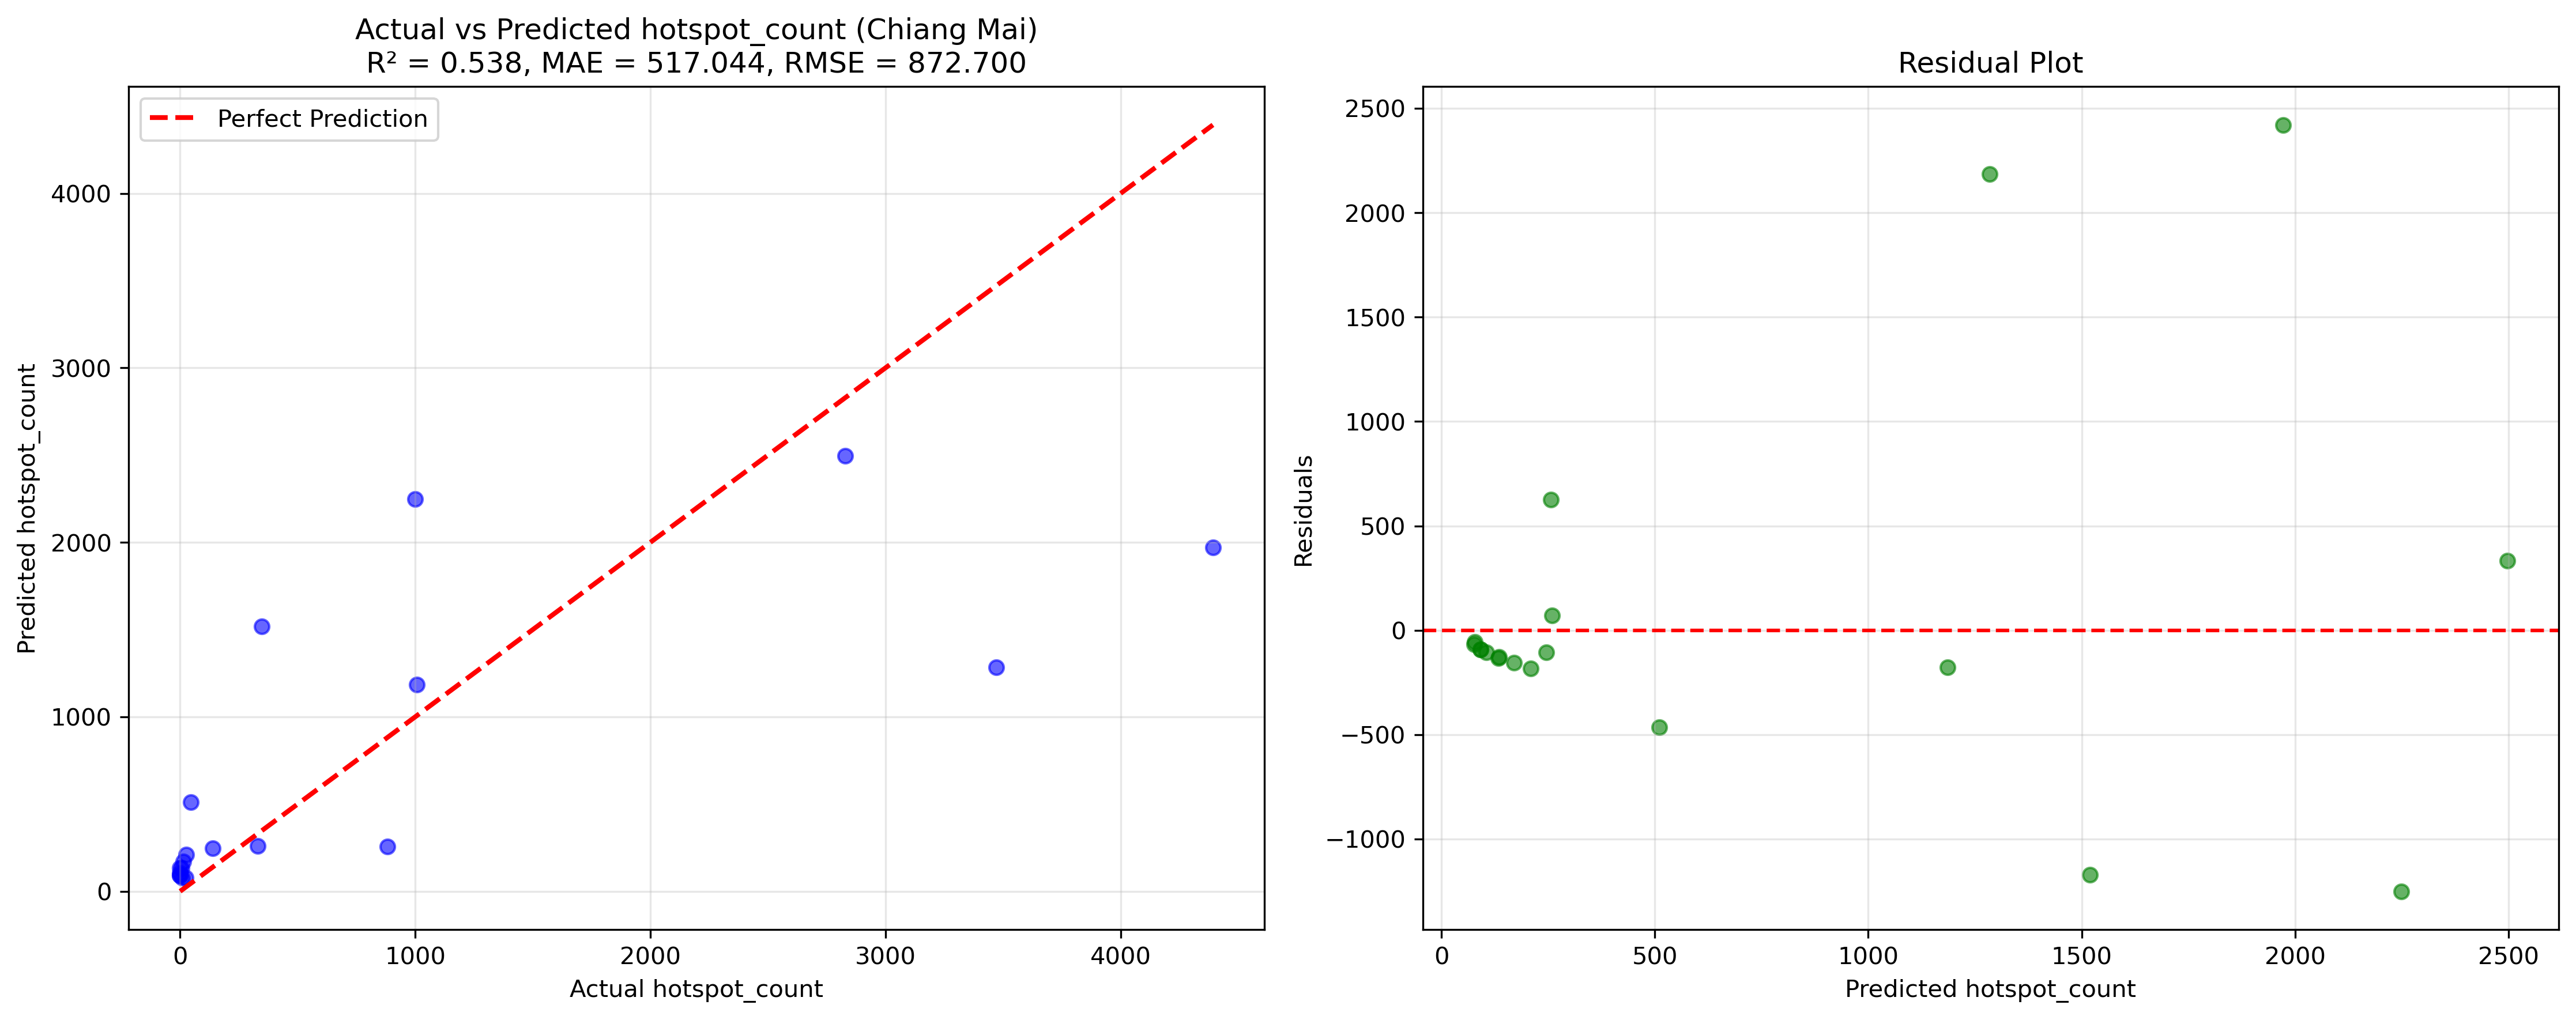 Actual vs Predicted hotspot_count (Chiang Mai)
R² = 0.538, MAE = 517.044, RMSE = 872.700
Perfect Prediction
Predicted hotspot_count
4000
3000
2000
1000
0
0 1000 2000 3000 4000
Actual hotspot_count
Residual Plot
Residuals
2500
2000
1500
1000
500
0
−500
−1000
0 500 1000 1500 2000 2500
Predicted hotspot_count